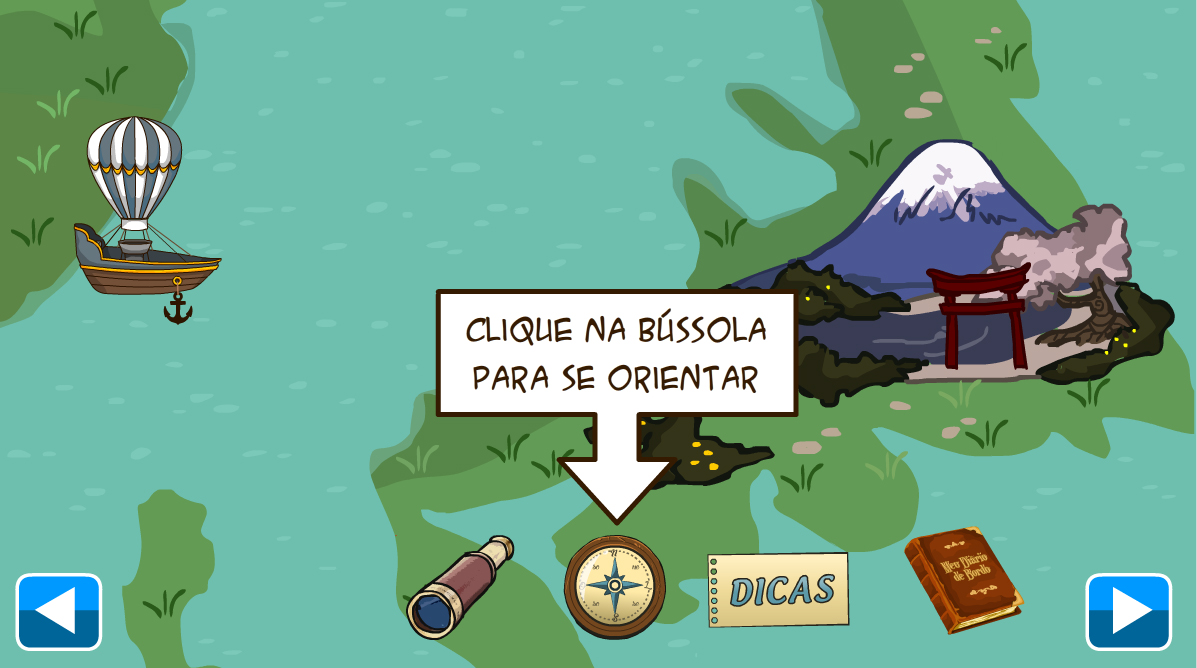 CLIQUE NA BÚSSOLA
PARA SE ORIENTAR
DICAS
Meu Diário
de Bordo